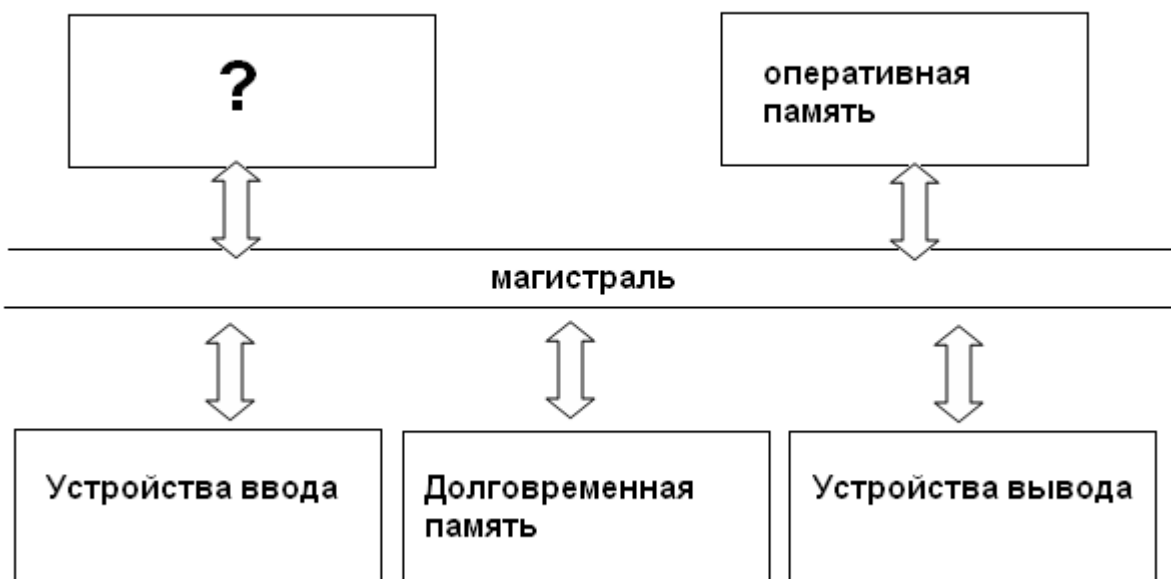 ?
оперативная
память
магистраль
Устройства ввода
Долговременная
память
Устройства вывода